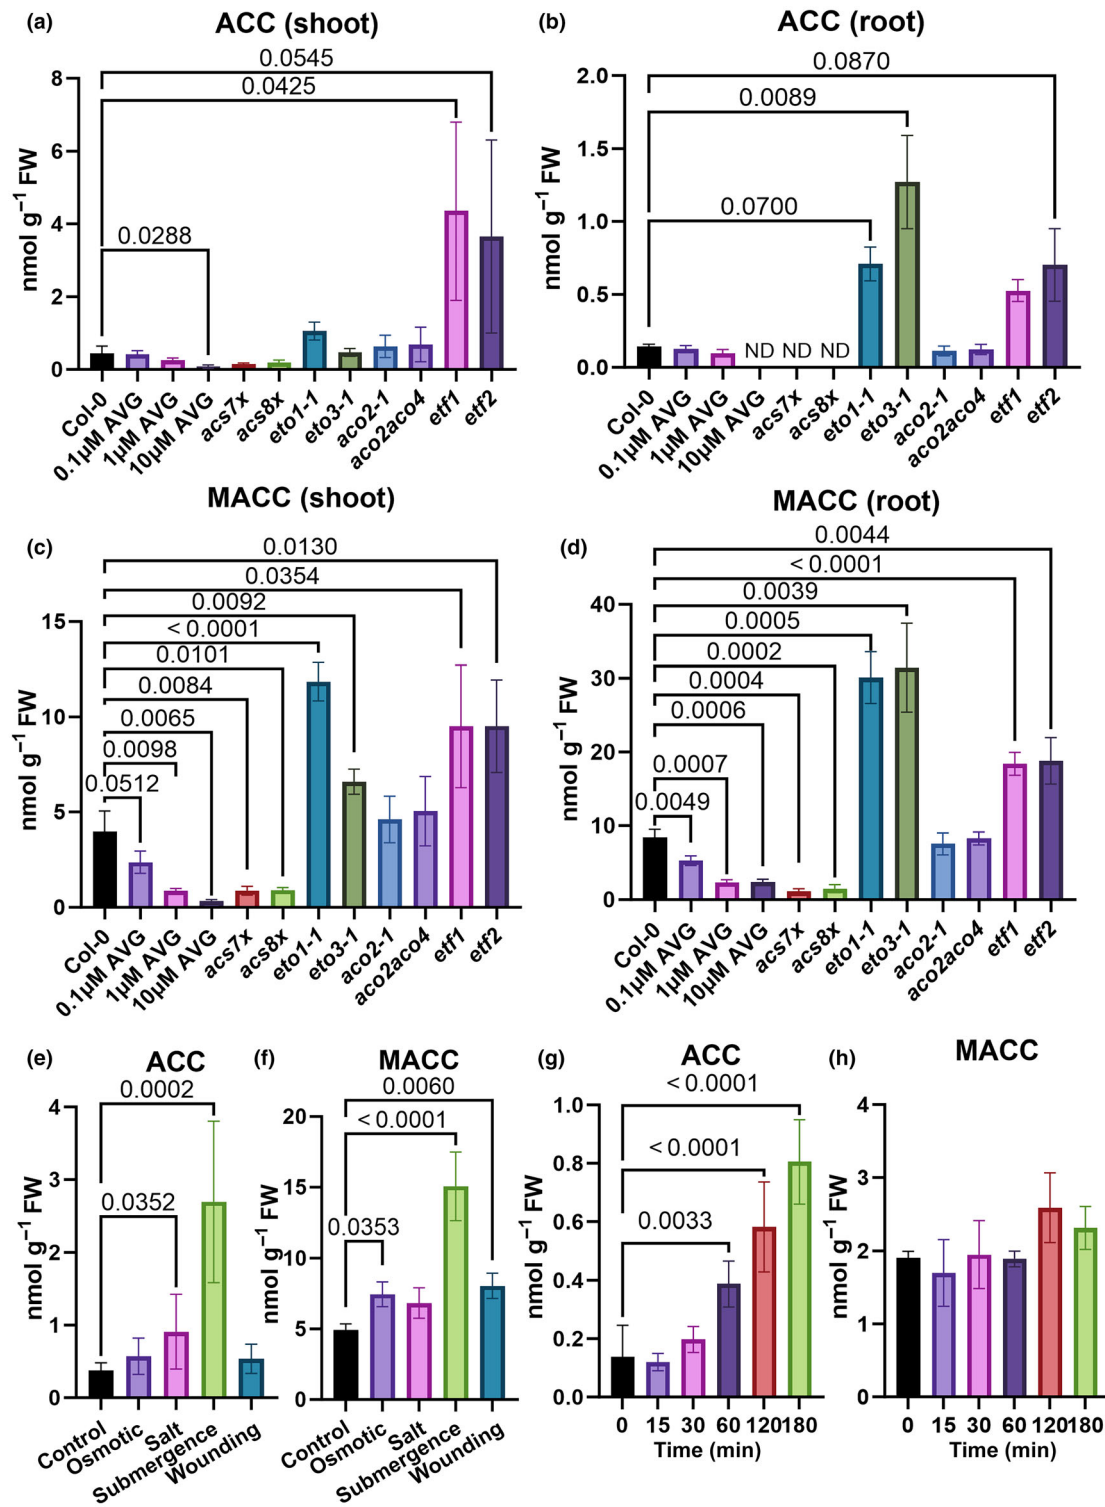 (a) ACC (shoot)
0.0545
0.0425
0.0288
nmol g⁻¹ FW
8
6
4
2
0
Col-0
0.1µM AVG
1µM AVG
10µM AVG
acs7x
acs8x
eto1-1
eto3-1
aco2-1
aco2aco4
etf1
etf2
(b) ACC (root)
0.0870
0.0089
0.0700
nmol g⁻¹ FW
2.0
1.5
1.0
0.5
0.0
ND ND ND
Col-0
0.1µM AVG
1µM AVG
10µM AVG
acs7x
acs8x
eto1-1
eto3-1
aco2-1
aco2aco4
etf1
etf2
(c) MACC (shoot)
0.0130
0.0354
0.0092
< 0.0001
0.0101
0.0084
0.0065
0.0098
0.0512
nmol g⁻¹ FW
15
10
5
0
Col-0
0.1µM AVG
1µM AVG
10µM AVG
acs7x
acs8x
eto1-1
eto3-1
aco2-1
aco2aco4
etf1
etf2
(d) MACC (root)
0.0044
< 0.0001
0.0039
0.0005
0.0002
0.0004
0.0006
0.0007
0.0049
nmol g⁻¹ FW
40
30
20
10
0
Col-0
0.1µM AVG
1µM AVG
10µM AVG
acs7x
acs8x
eto1-1
eto3-1
aco2-1
aco2aco4
etf1
etf2
(e) ACC
0.0002
0.0352
nmol g⁻¹ FW
4
3
2
1
0
Control
Osmotic
Salt
Submergence
Wounding
(f) MACC
0.0060
< 0.0001
0.0353
nmol g⁻¹ FW
20
15
10
5
0
Control
Osmotic
Salt
Submergence
Wounding
(g) ACC
< 0.0001
< 0.0001
0.0033
nmol g⁻¹ FW
1.0
0.8
0.6
0.4
0.2
0.0
0 15 30 60 120 180
Time (min)
(h) MACC
nmol g⁻¹ FW
4
3
2
1
0
0 15 30 60 120 180
Time (min)